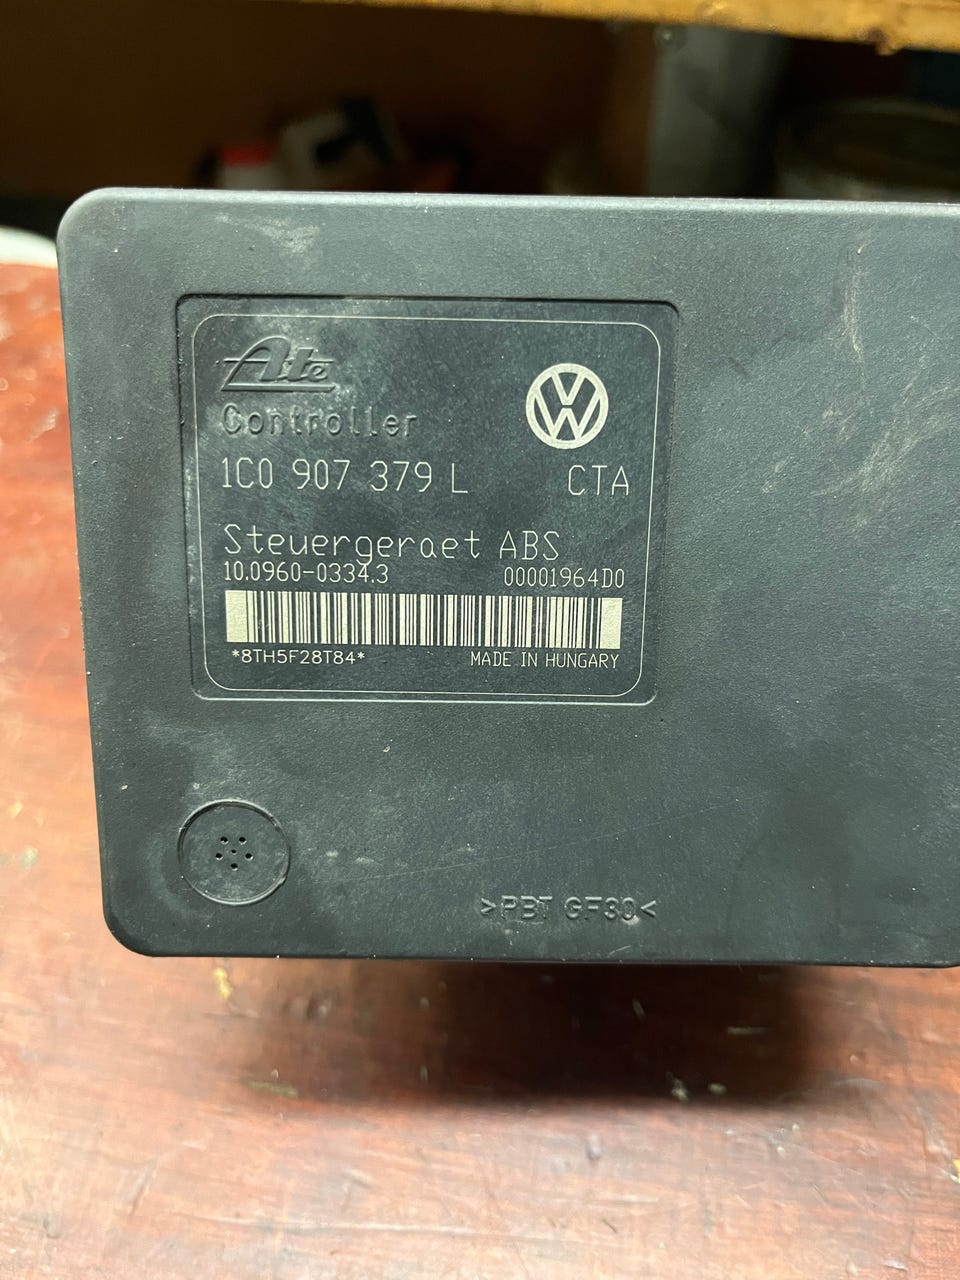 Ate
Controller
1C0 907 379 L CTA
Steuergeraet ABS
10.0960-0334.3 00001964D0
*8TH5F28T84* MADE IN HUNGARY
>PBT GF30<